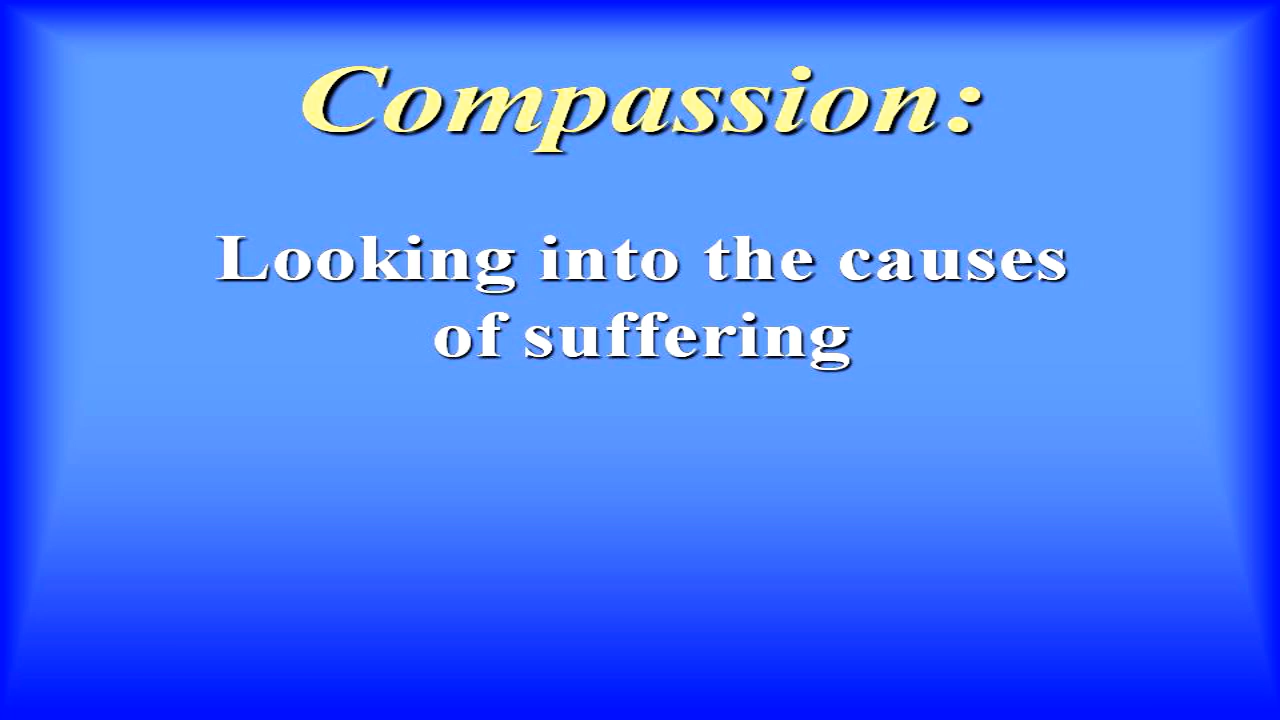 Compassion:
Looking into the causes
of suffering